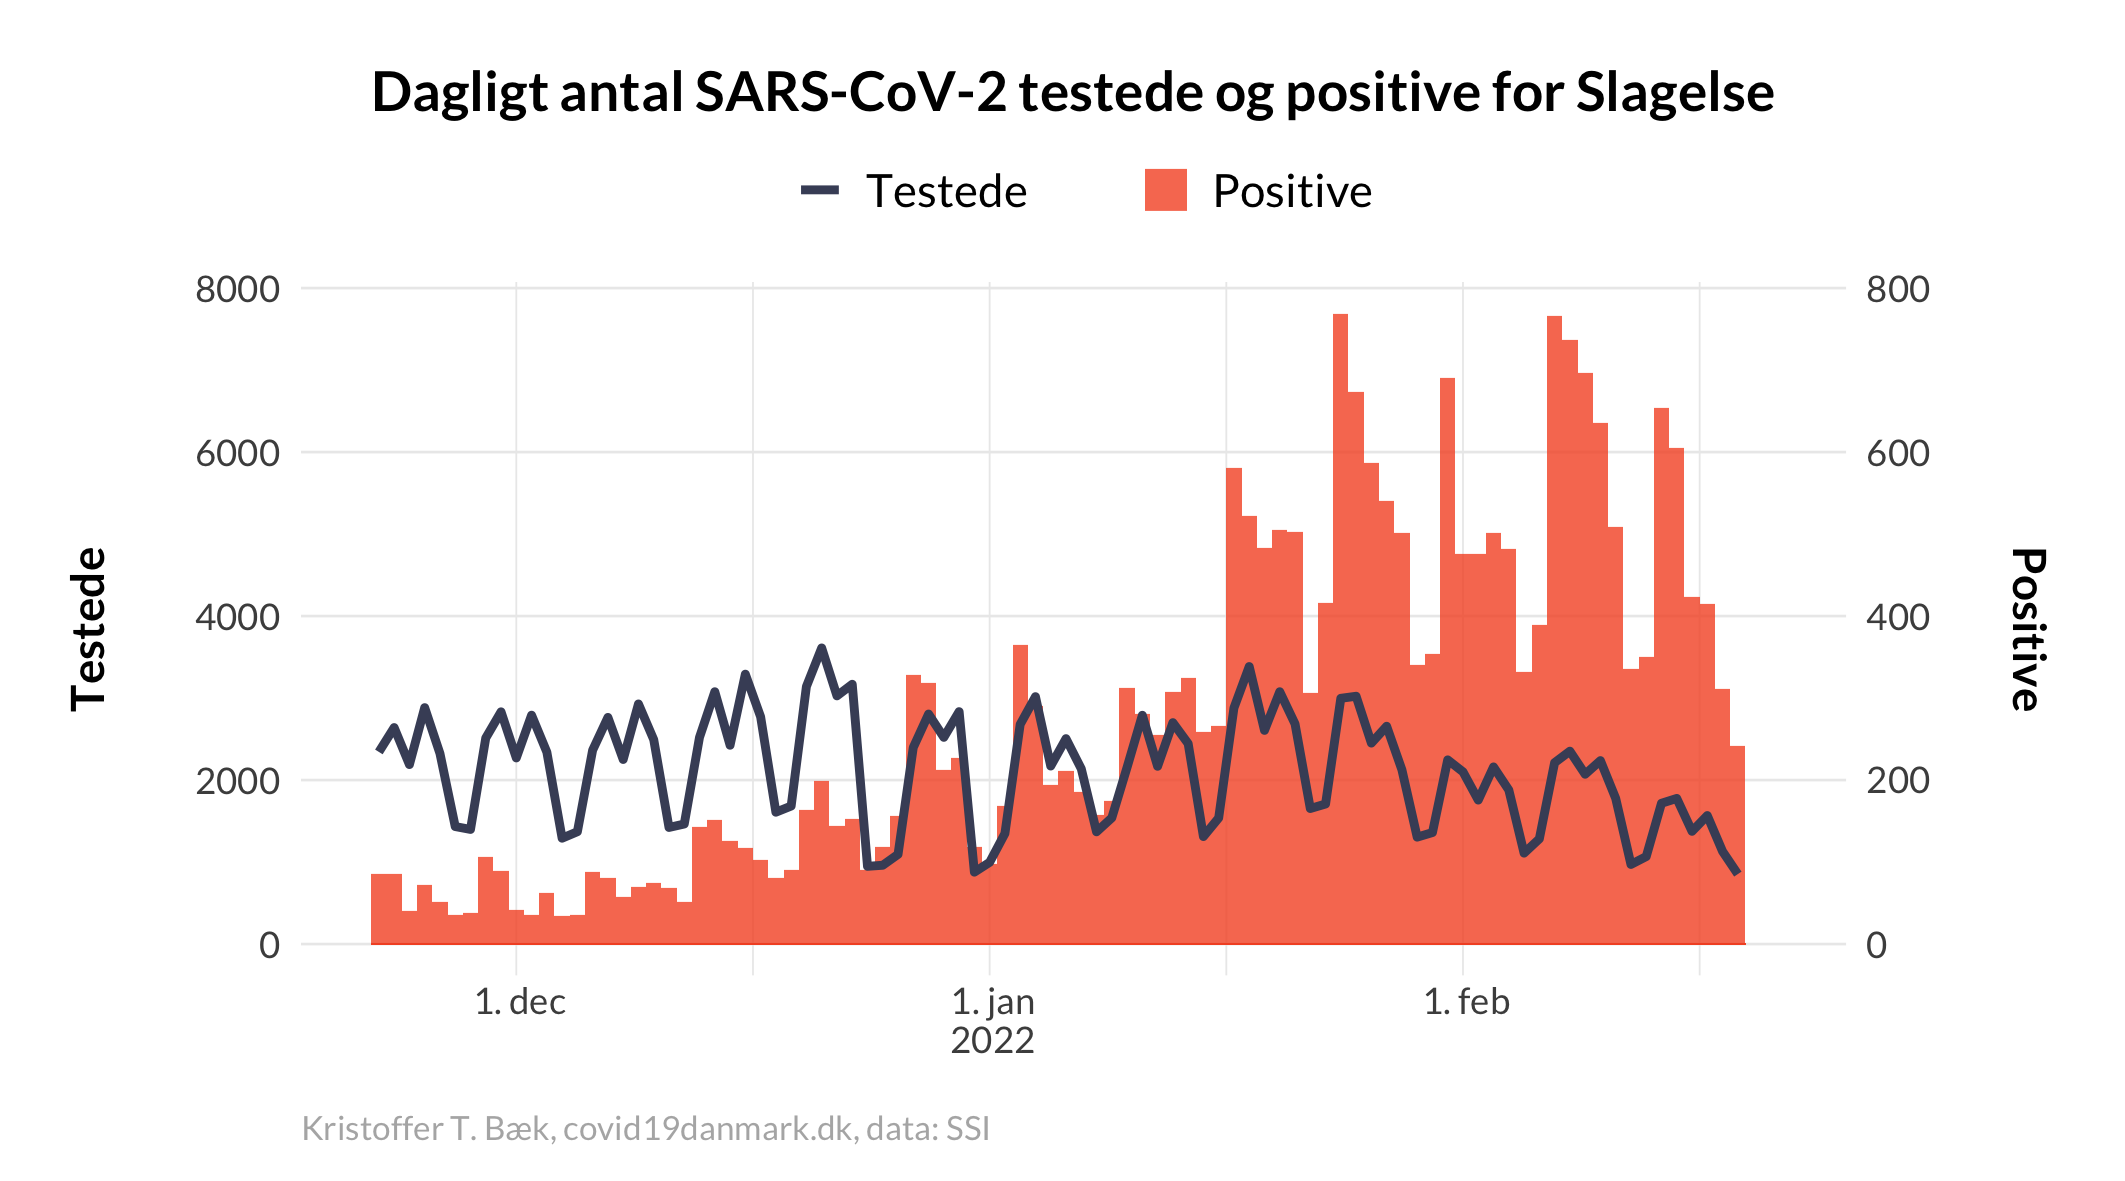 Dagligt antal SARS-CoV-2 testede og positive for Slagelse
Testede Positive
8000 800
6000 600
4000 400
2000 200
0 0
Testede
Positive
1. dec 1. jan 1. feb
2022
Kristoffer T. Bæk, covid19danmark.dk, data: SSI